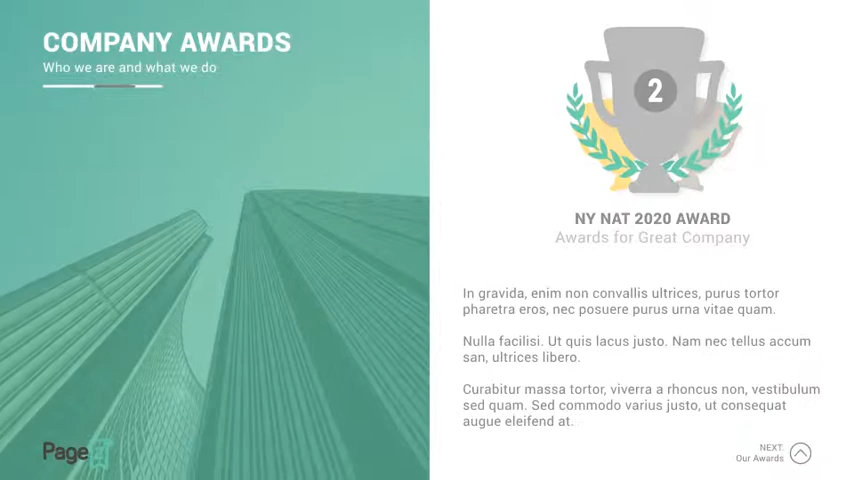 COMPANY AWARDS
Who we are and what we do
Page
2
NY NAT 2020 AWARD
Awards for Great Company
In gravida, enim non convallis ultrices, purus tortor
pharetra eros, nec posuere purus urna vitae quam.
Nulla facilisi. Ut quis lacus justo. Nam nec tellus accum
san, ultrices libero.
Curabitur massa tortor, viverra a rhoncus non, vestibulum
sed quam. Sed commodo varius justo, ut consequat
augue eleifend at.
NEXT:
Our Awards